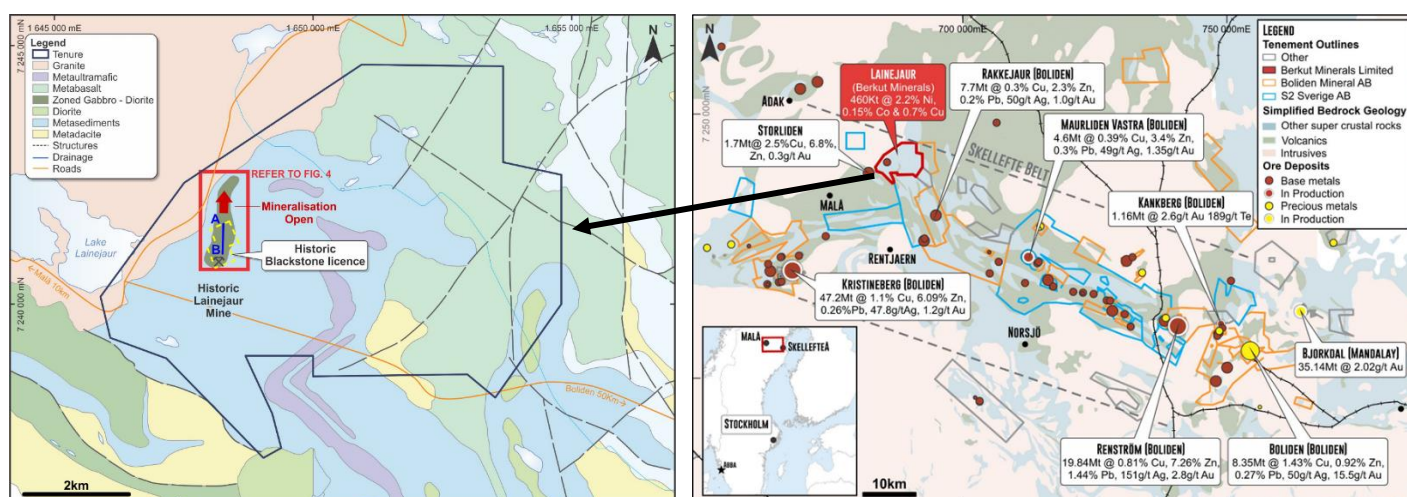 1 645 000 mE
1 650 000 mE
1 655 000 mE
7 245 000 mN
7 240 000 mN
Legend
Tenure
Granite
Metaultramafic
Metabasalt
Zoned Gabbro - Diorite
Diorite
Metasediments
Metadacite
Structures
Drainage
Roads
N
REFER TO FIG. 4
Mineralisation
Open
A
B
Historic
Blackstone licence
Lake
Lainejaur
Malå 10km
Historic
Lainejaur
Mine
Boliden 50Km
2km
N
700 000mE
750 000mE
7 250 000mN
LAINEJAUR
(Berkut Minerals)
460Kt @ 2.2% Ni,
0.15% Co & 0.7% Cu
RAKKEJAUR (BOLIDEN)
7.7Mt @ 0.3% Cu, 2.3% Zn,
0.2% Pb, 50g/t Ag, 1.0g/t Au
ADAK
STORLIDEN
1.7Mt @ 2.5%Cu, 6.8%,
Zn, 0.3g/t Au
MAURLIDEN VASTRA (BOLIDEN)
4.6Mt @ 0.39% Cu, 3.4% Zn,
0.3% Pb, 49g/t Ag, 1.35g/t Au
SKELLEFTE BELT
KANKBERG (BOLIDEN)
1.16Mt @ 2.6g/t Au 189g/t Te
MALÅ
RENTJAERN
KRISTINEBERG (BOLIDEN)
47.2Mt @ 1.1% Cu, 6.09% Zn,
0.26%Pb, 47.8g/tAg, 1.2g/t Au
NORSJÖ
BJORKDAL (MANDALAY)
35.14Mt @ 2.02g/t Au
RENSTRÖM (BOLIDEN)
19.84Mt @ 0.81% Cu, 7.26% Zn,
1.44% Pb, 151g/t Ag, 2.8g/t Au
BOLIDEN (BOLIDEN)
8.35Mt @ 1.43% Cu, 0.92% Zn,
0.27% Pb, 50g/t Ag, 15.5g/t Au
MALÅ
SKELLEFTEÅ
STOCKHOLM
ABBA
10km
LEGEND
Tenement Outlines
Other
Berkut Minerals Limited
Boliden Mineral AB
S2 Sverige AB
Simplified Bedrock Geology
Other super crustal rocks
Volcanics
Intrusives
Ore Deposits
Base metals
In Production
Precious metals
In Production